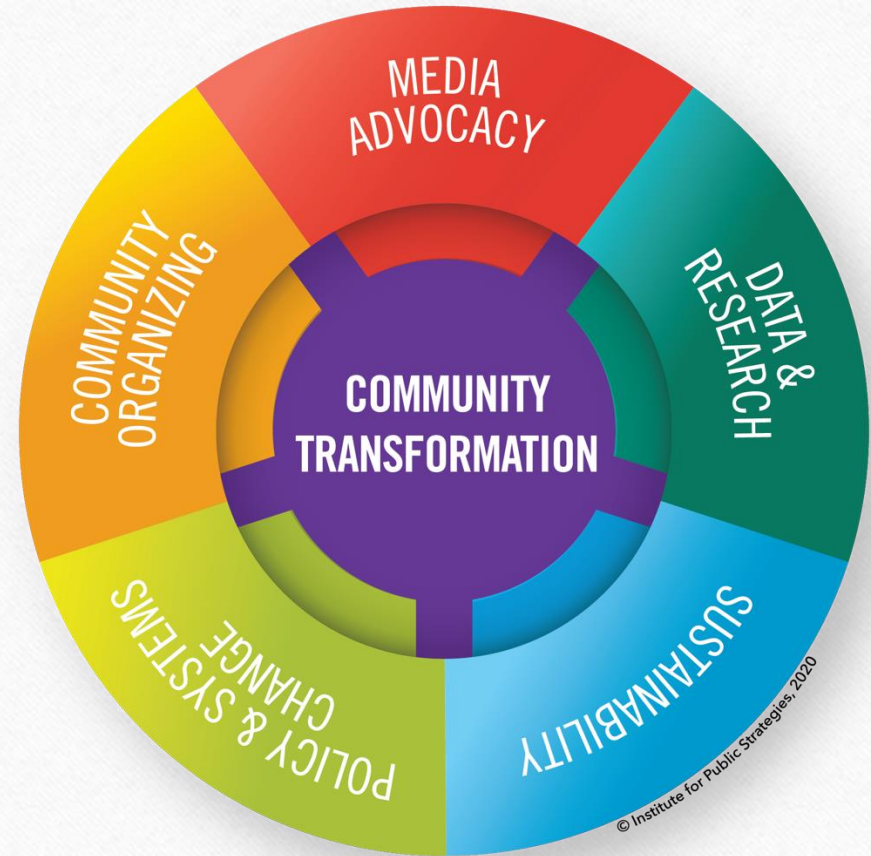 MEDIA
ADVOCACY
DATA &
RESEARCH
SUSTAINABILITY
POLICY & SYSTEMS
CHANGE
COMMUNITY
ORGANIZING
COMMUNITY
TRANSFORMATION
© Institute for Public Strategies, 2020